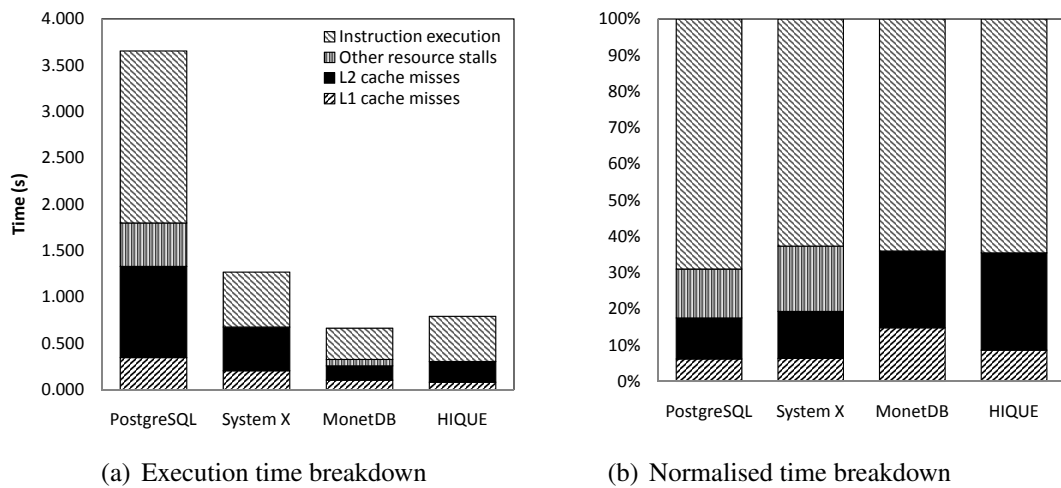 4.000
3.500
3.000
2.500
2.000
1.500
1.000
0.500
0.000
Time (s)
Instruction execution
Other resource stalls
L2 cache misses
L1 cache misses
PostgreSQL System X MonetDB HIQUE
(a) Execution time breakdown
100%
90%
80%
70%
60%
50%
40%
30%
20%
10%
0%
PostgreSQL System X MonetDB HIQUE
(b) Normalised time breakdown